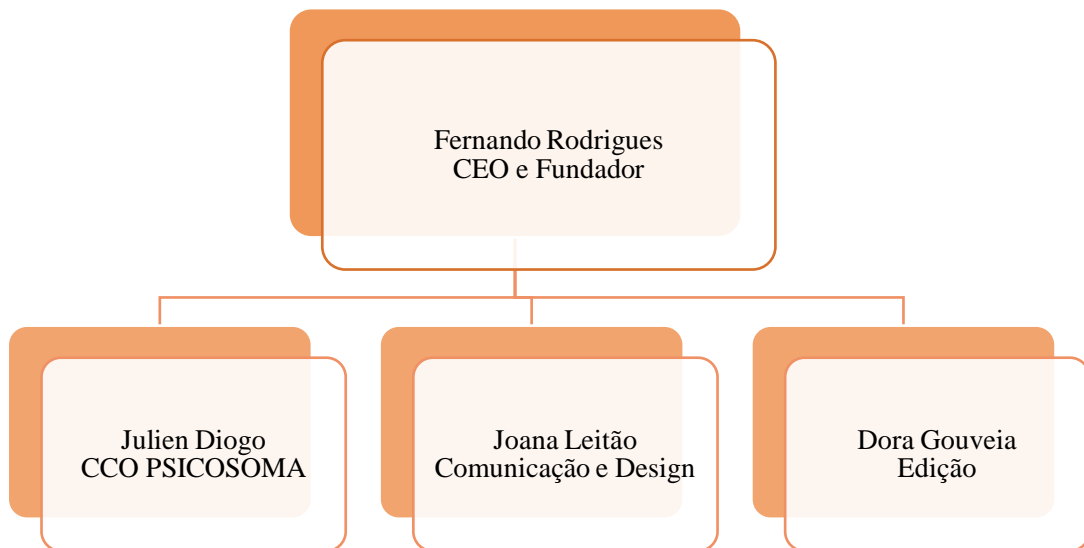 Fernando Rodrigues
CEO e Fundador
Julien Diogo
CCO PSICOSOMA
Joana Leitão
Comunicação e Design
Dora Gouveia
Edição